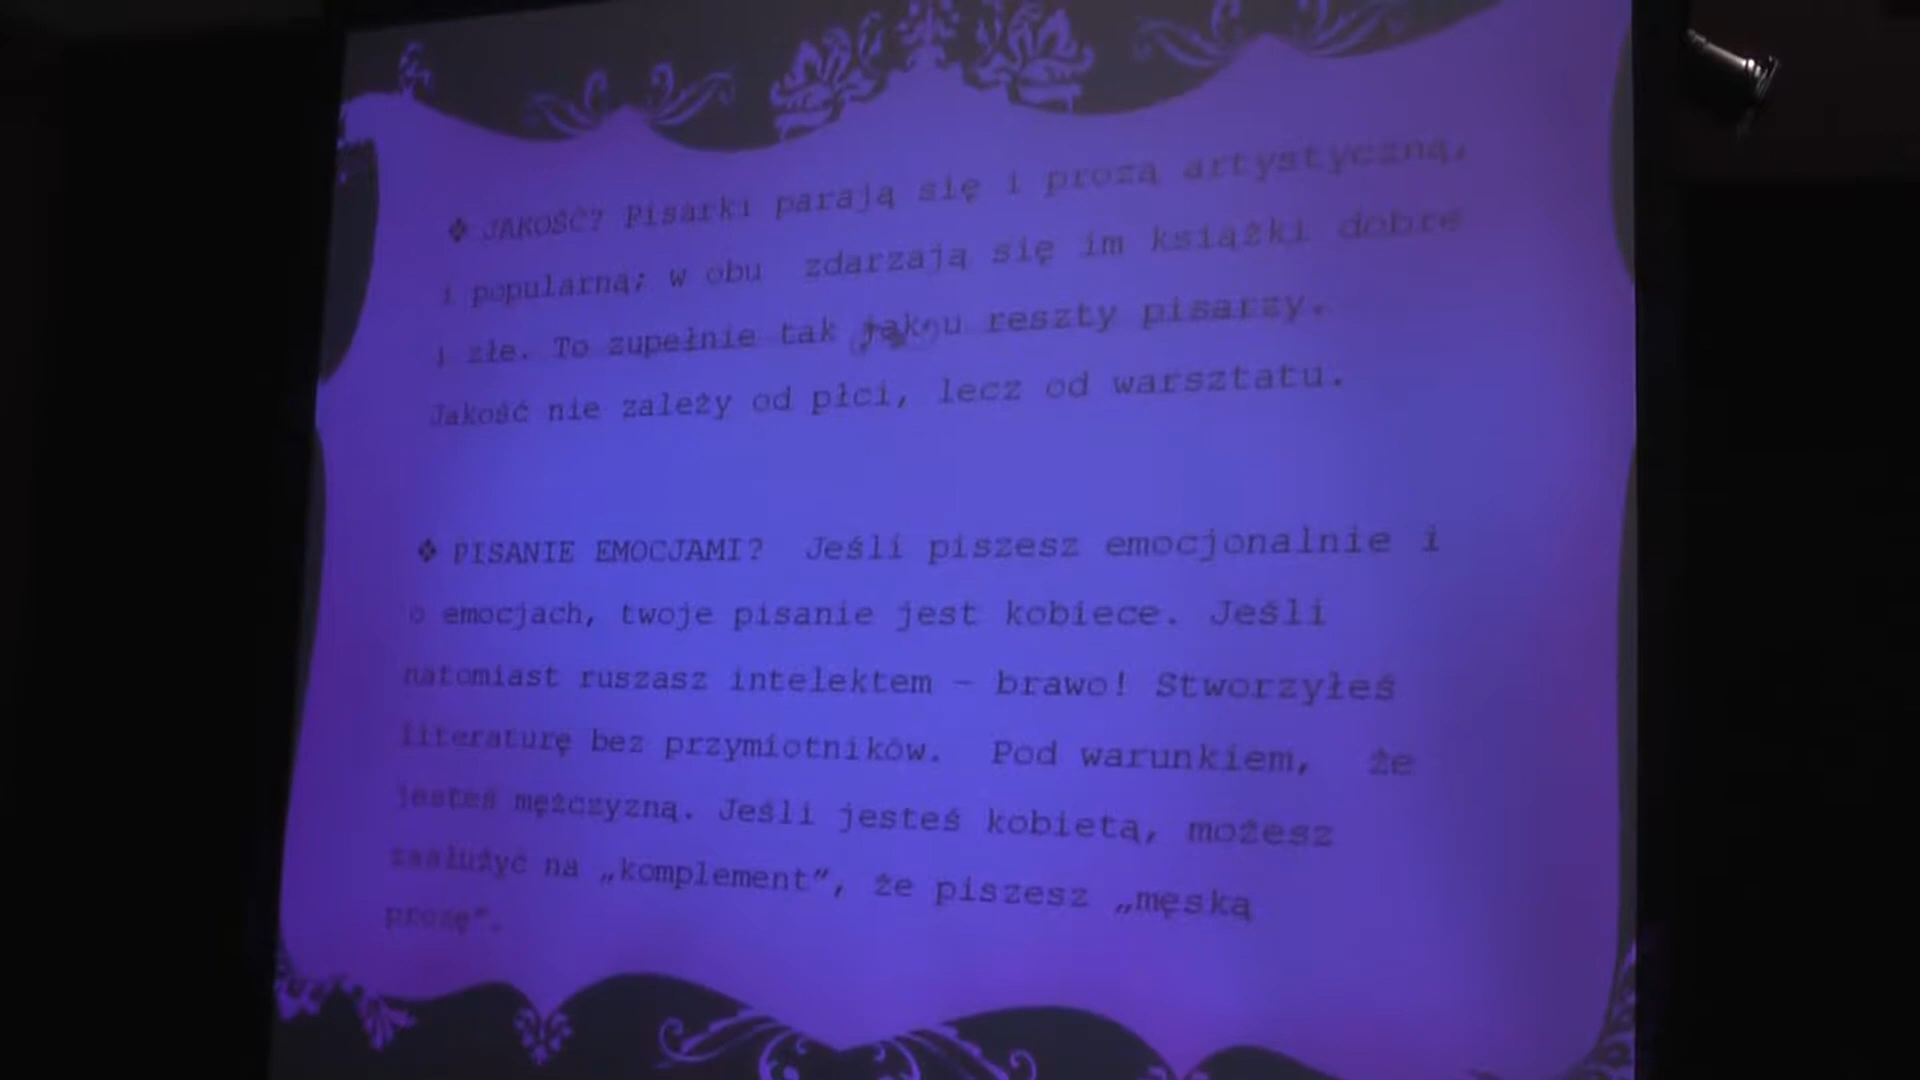 ❖ JAKOŚĆ? Pisarki parają się i prozą artystyczną,
i popularną; w obu zdarzają się im książki dobre
i złe. To zupełnie tak jak u reszty pisarzy.
Jakość nie zależy od płci, lecz od warsztatu.
❖ PISANIE EMOCJAMI? Jeśli piszesz emocjonalnie i
o emocjach, twoje pisanie jest kobiece. Jeśli
natomiast ruszasz intelektem – brawo! Stworzyłeś
literaturę bez przymiotników. Pod warunkiem, że
jesteś mężczyzną. Jeśli jesteś kobietą, możesz
zasłużyć na „komplement”, że piszesz „męską
prozę”.